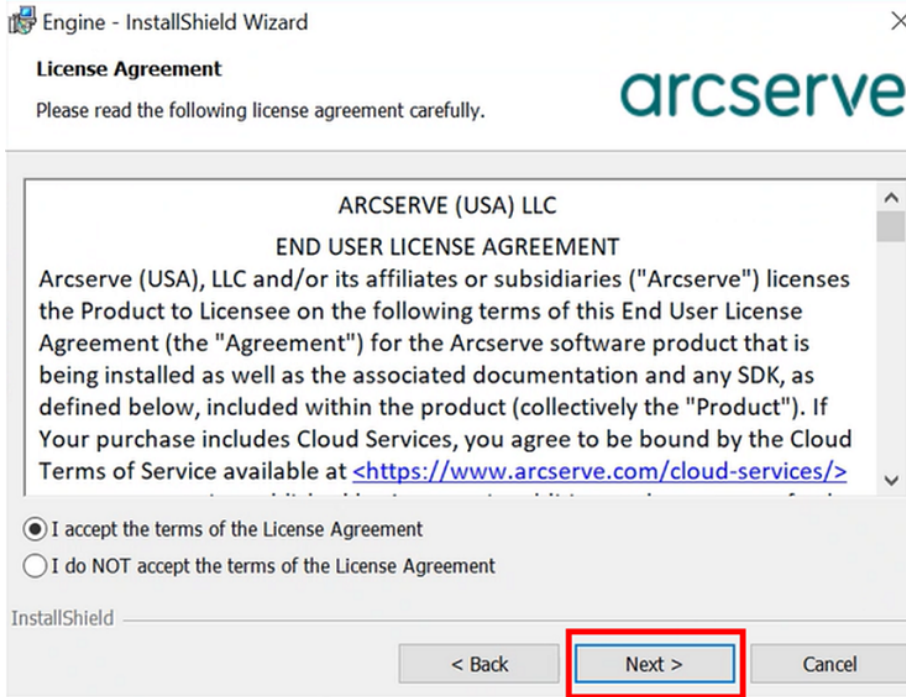 Engine - InstallShield Wizard
License Agreement
Please read the following license agreement carefully.
arcserve
ARCSERVE (USA) LLC
END USER LICENSE AGREEMENT
Arcserve (USA), LLC and/or its affiliates or subsidiaries ("Arcserve") licenses
the Product to Licensee on the following terms of this End User License
Agreement (the "Agreement") for the Arcserve software product that is
being installed as well as the associated documentation and any SDK, as
defined below, included within the product (collectively the "Product"). If
Your purchase includes Cloud Services, you agree to be bound by the Cloud
Terms of Service available at <https://www.arcserve.com/cloud-services/>
I accept the terms of the License Agreement
I do NOT accept the terms of the License Agreement
InstallShield
< Back
Next >
Cancel